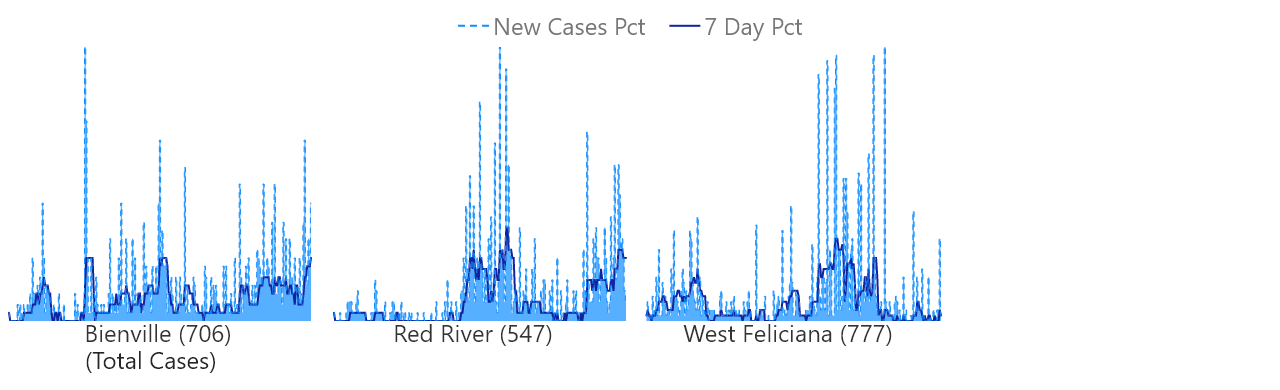 New Cases Pct 7 Day Pct
Bienville (706) Red River (547) West Feliciana (777)
(Total Cases)